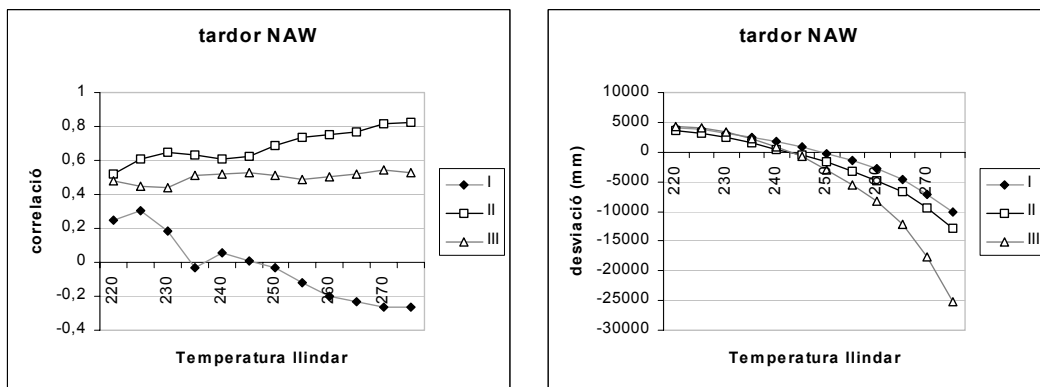 tardor NAW
correlació
1
0,8
0,6
0,4
0,2
0
-0,2
-0,4
220
230
240
250
260
270
Temperatura llindar
I
II
III
tardor NAW
desviació (mm)
10000
5000
0
-5000
-10000
-15000
-20000
-25000
-30000
220
230
240
250
260
270
Temperatura llindar
I
II
III